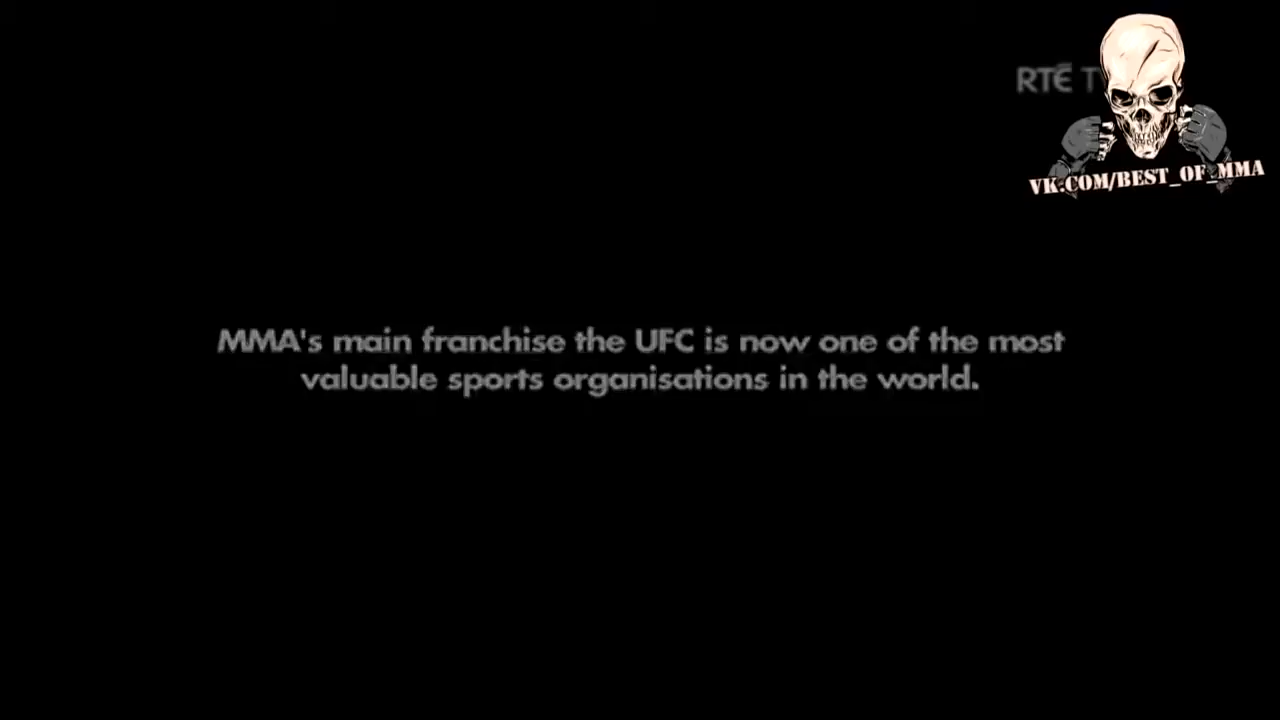 RTÉ T
VK.COM/BEST_OF_MMA
MMA's main franchise the UFC is now one of the most
valuable sports organisations in the world.